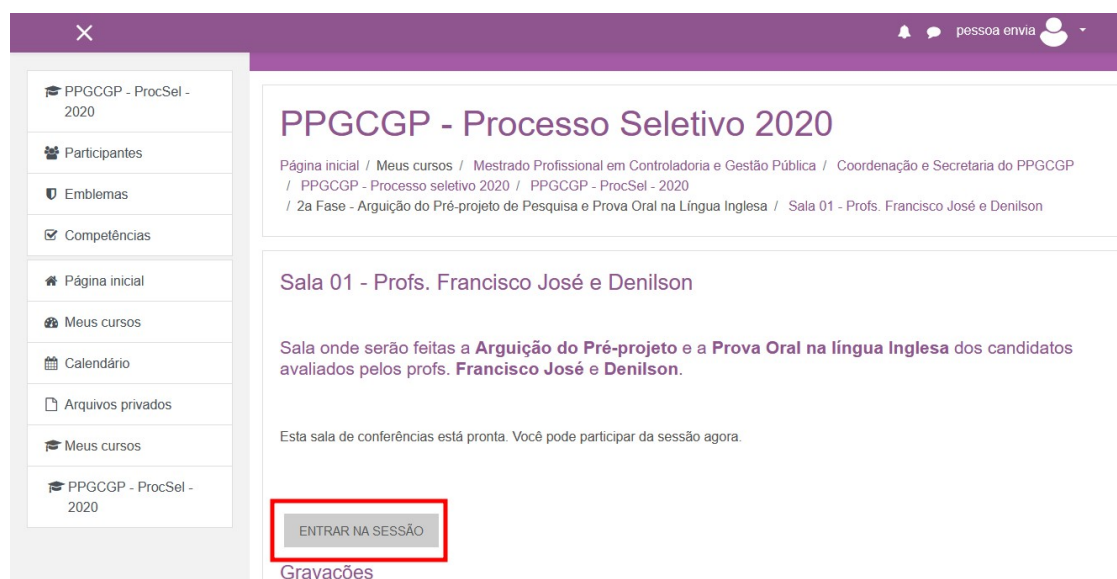 pessoa envia
PPGCGP - ProcSel -
2020
Participantes
Emblemas
Competências
Página inicial
Meus cursos
Calendário
Arquivos privados
Meus cursos
PPGCGP - ProcSel -
2020
PPGCGP - Processo Seletivo 2020
Página inicial / Meus cursos / Mestrado Profissional em Controladoria e Gestão Pública / Coordenação e Secretaria do PPGCGP
/ PPGCGP - Processo seletivo 2020 / PPGCGP - ProcSel - 2020
/ 2a Fase - Arguição do Pré-projeto de Pesquisa e Prova Oral na Língua Inglesa / Sala 01 - Profs. Francisco José e Denilson
Sala 01 - Profs. Francisco José e Denilson
Sala onde serão feitas a Arguição do Pré-projeto e a Prova Oral na língua Inglesa dos candidatos
avaliados pelos profs. Francisco José e Denilson.
Esta sala de conferências está pronta. Você pode participar da sessão agora.
ENTRAR NA SESSÃO
Gravações